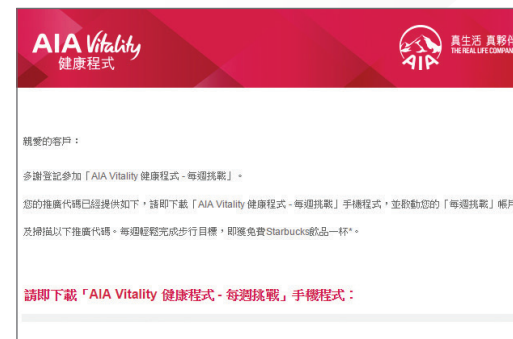 AIA Vitality
健康程式
真生活 真夥伴
THE REAL LIFE COMPANY
AIA
親愛的客戶：
多謝登記參加「AIA Vitality 健康程式 - 每週挑戰」。
您的推廣代碼已經提供如下，請即下載「AIA Vitality 健康程式 - 每週挑戰」手機程式，並啟動您的「每週挑戰」帳戶
及掃描以下推廣代碼。每週輕鬆完成步行目標，即獲免費Starbucks飲品一杯*。
請即下載「AIA Vitality 健康程式 - 每週挑戰」手機程式：